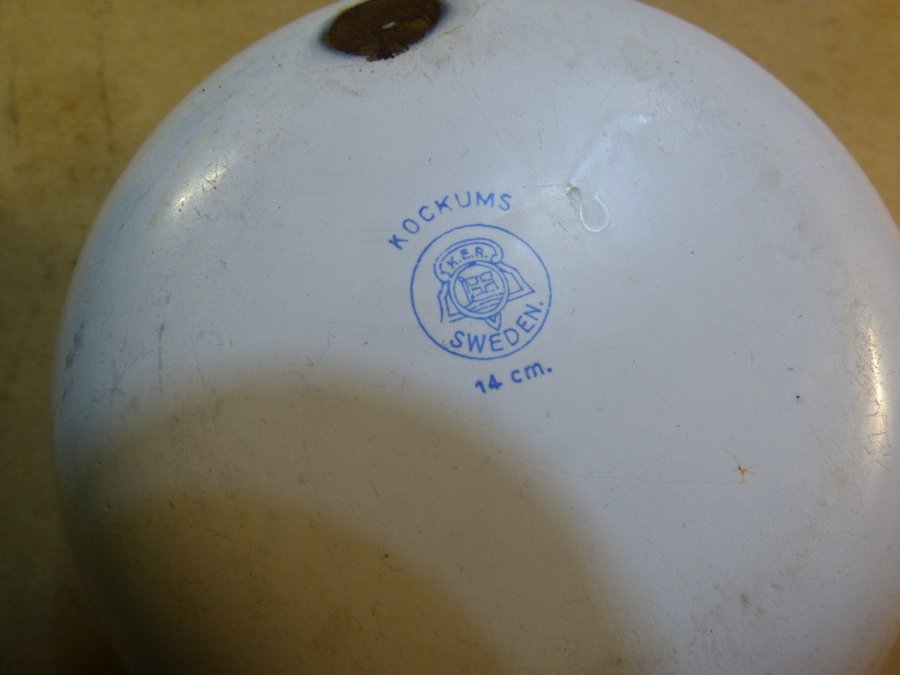 KOCKUMS
K.E.R.
SWEDEN.
14 cm.